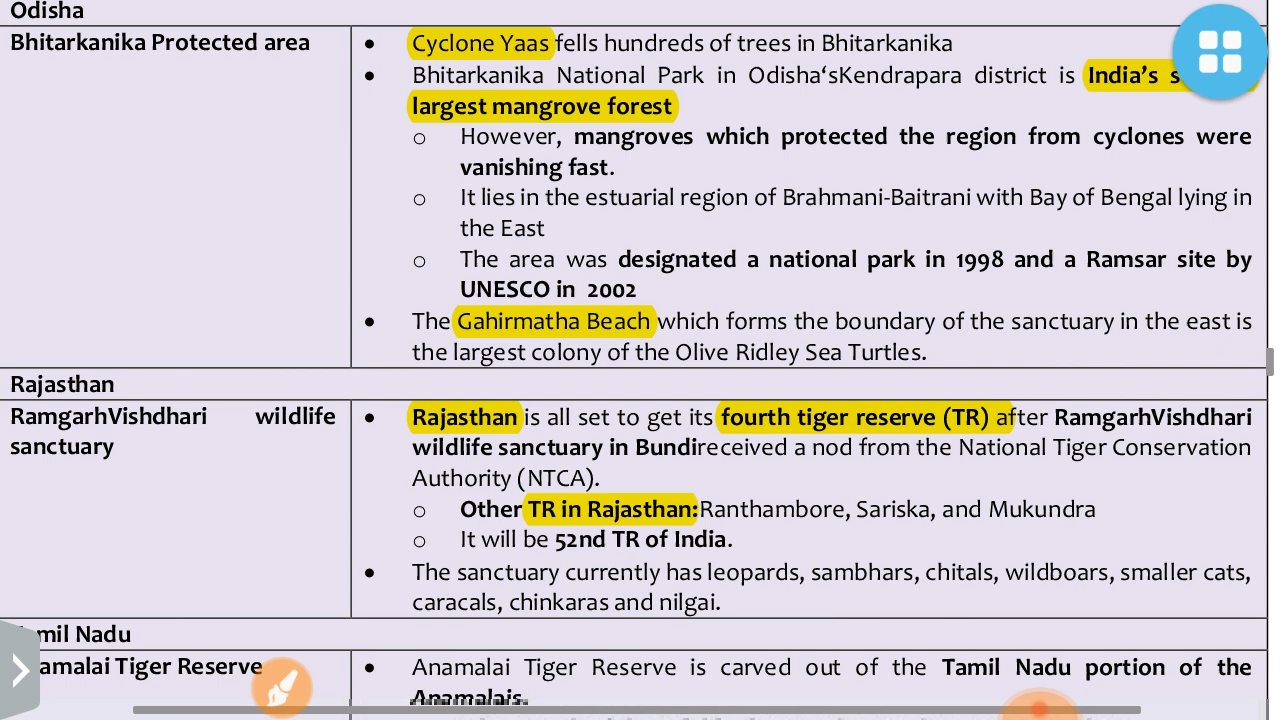 Odisha
Bhitarkanika Protected area
• Cyclone Yaas fells hundreds of trees in Bhitarkanika
• Bhitarkanika National Park in Odisha‘sKendrapara district is India’s
largest mangrove forest
o However, mangroves which protected the region from cyclones were
vanishing fast.
o It lies in the estuarial region of Brahmani-Baitrani with Bay of Bengal lying in
the East
o The area was designated a national park in 1998 and a Ramsar site by
UNESCO in 2002
• The Gahirmatha Beach which forms the boundary of the sanctuary in the east is
the largest colony of the Olive Ridley Sea Turtles.
Rajasthan
RamgarhVishdhari wildlife
sanctuary
• Rajasthan is all set to get its fourth tiger reserve (TR) after RamgarhVishdhari
wildlife sanctuary in Bundireceived a nod from the National Tiger Conservation
Authority (NTCA).
o Other TR in Rajasthan:Ranthambore, Sariska, and Mukundra
o It will be 52nd TR of India.
• The sanctuary currently has leopards, sambhars, chitals, wildboars, smaller cats,
caracals, chinkaras and nilgai.
mil Nadu
amalai Tiger Reserve
• Anamalai Tiger Reserve is carved out of the Tamil Nadu portion of the
Anamalais.